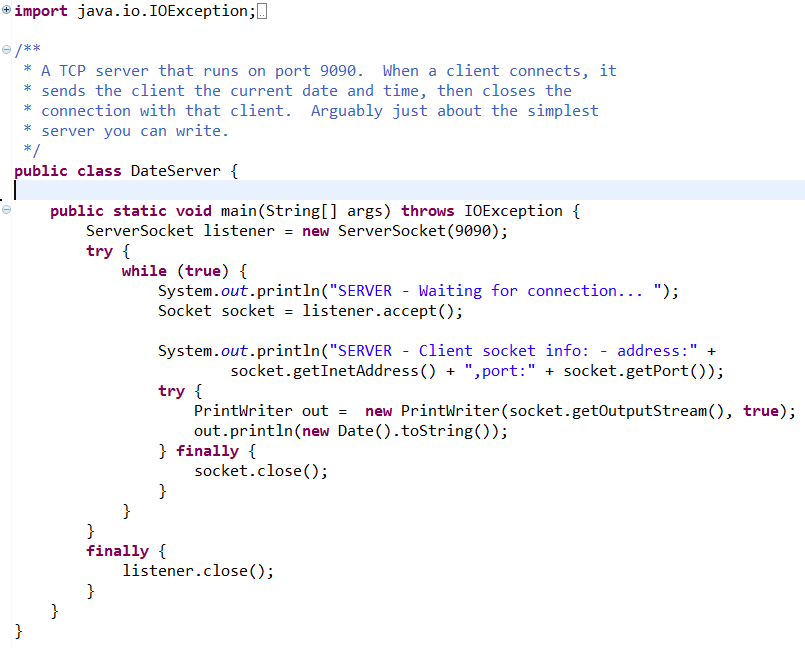 import java.io.IOException;
/**
 * A TCP server that runs on port 9090.  When a client connects, it
 * sends the client the current date and time, then closes the
 * connection with that client.  Arguably just about the simplest
 * server you can write.
 */
public class DateServer {

    public static void main(String[] args) throws IOException {
        ServerSocket listener = new ServerSocket(9090);
        try {
            while (true) {
                System.out.println("SERVER - Waiting for connection... ");
                Socket socket = listener.accept();

                System.out.println("SERVER - Client socket info: - address:" +
                        socket.getInetAddress() + ",port:" + socket.getPort());
                try {
                    PrintWriter out =  new PrintWriter(socket.getOutputStream(), true);
                    out.println(new Date().toString());
                } finally {
                    socket.close();
                }
            }
        }
        finally {
            listener.close();
        }
    }
}